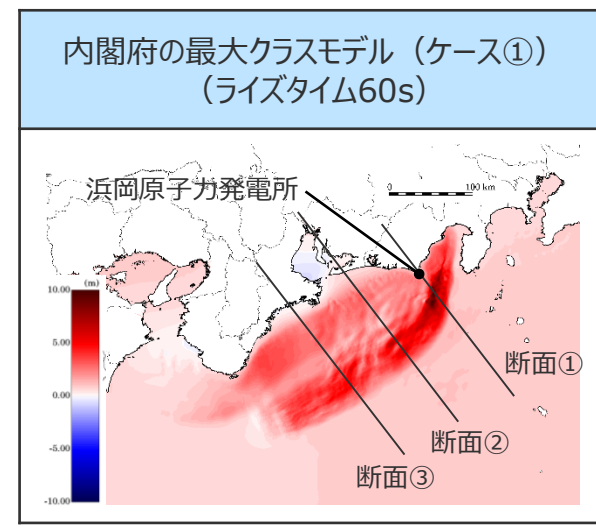 内閣府の最大クラスモデル（ケース①）
（ライズタイム60s）
浜岡原子力発電所
0 100 km
(m)
10.00
5.00
0.00
-5.00
-10.00
断面①
断面②
断面③